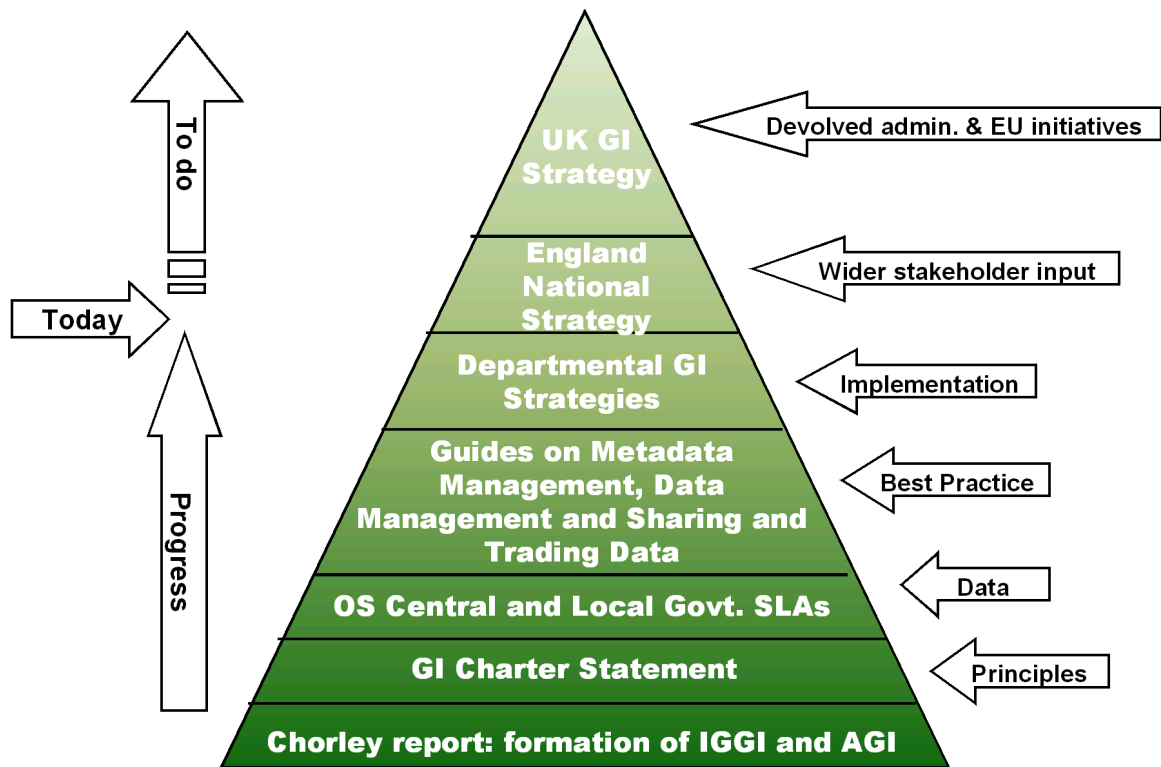 To do
Today
Progress
UK GI
Strategy
England
National
Strategy
Departmental GI
Strategies
Guides on Metadata
Management, Data
Management and Sharing and
Trading Data
OS Central and Local Govt. SLAs
GI Charter Statement
Chorley report: formation of IGGI and AGI
Devolved admin. & EU initiatives
Wider stakeholder input
Implementation
Best Practice
Data
Principles